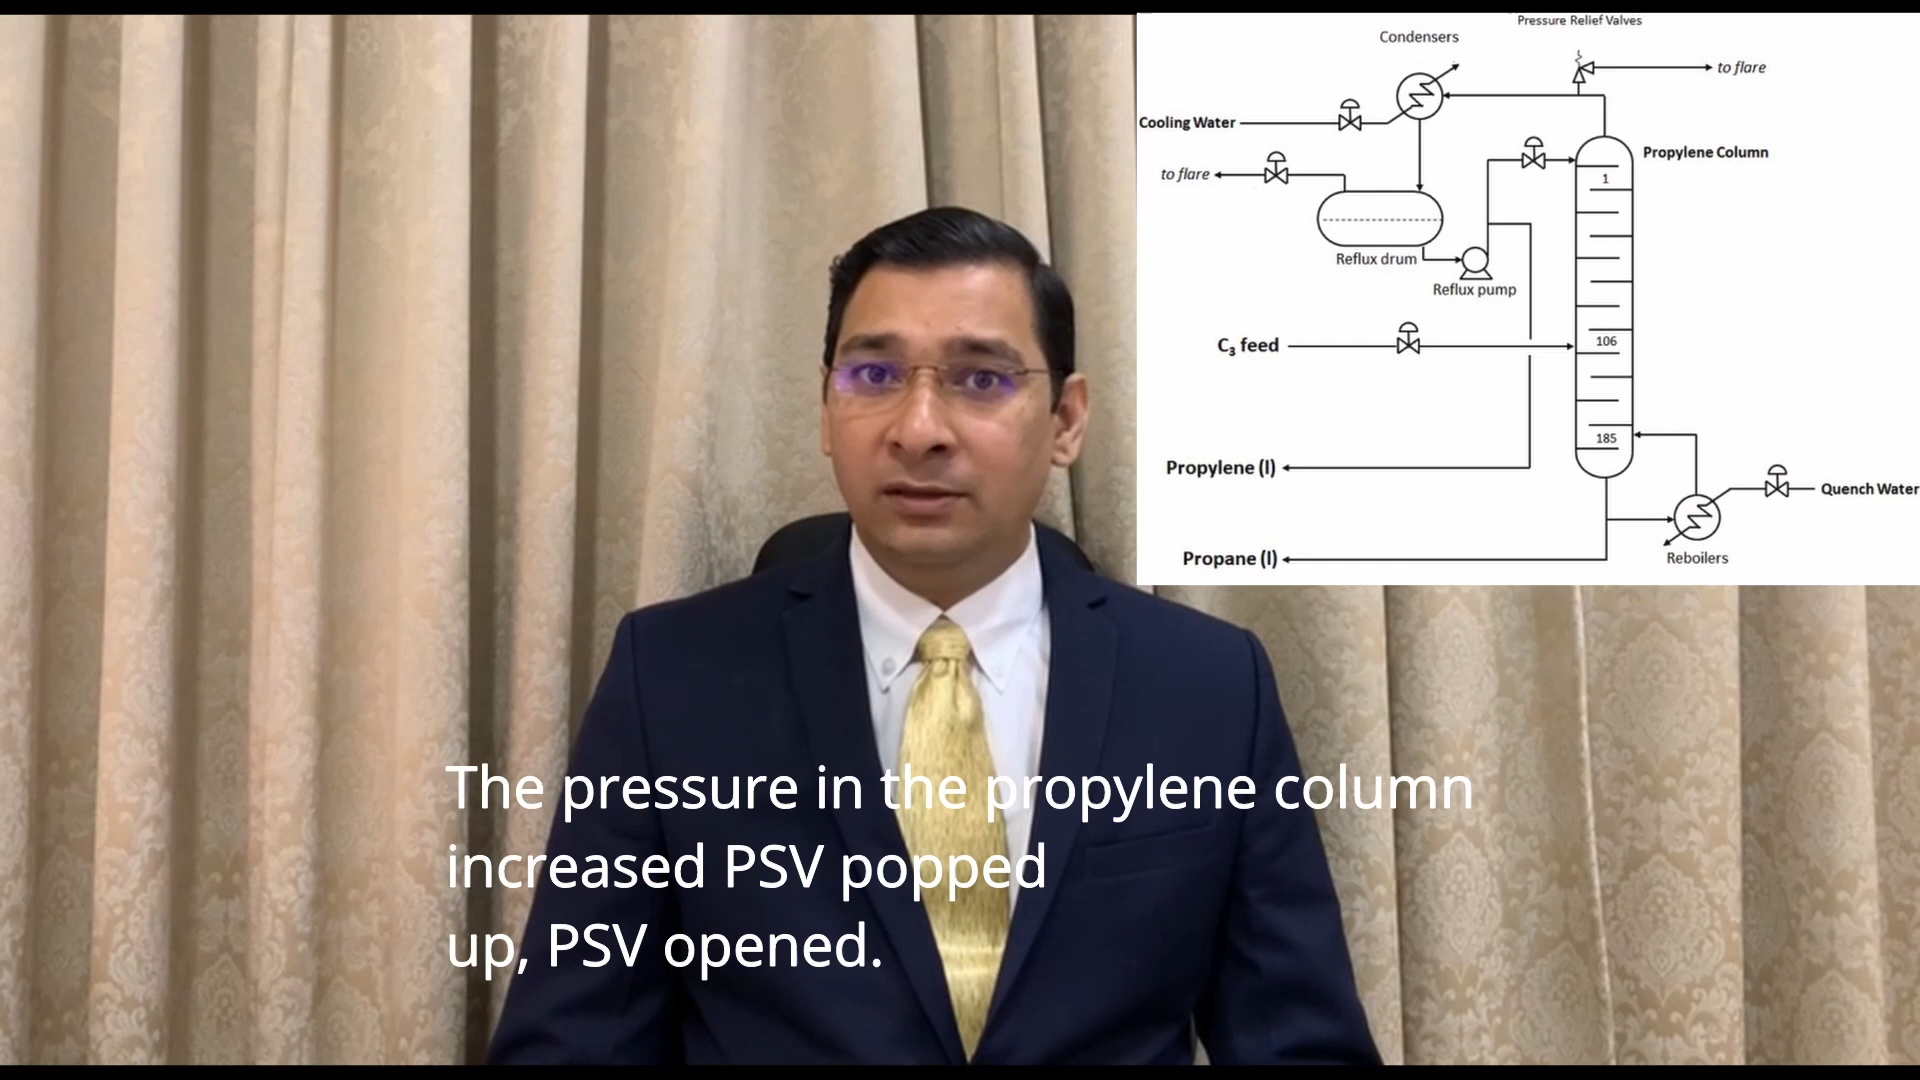 Pressure Relief Valves
Condensers
to flare
Cooling Water
Propylene Column
to flare
1
Reflux drum
Reflux pump
C₃ feed
106
185
Propylene (l)
Quench Water
Propane (l)
Reboilers
The pressure in the propylene column
increased PSV popped
up, PSV opened.